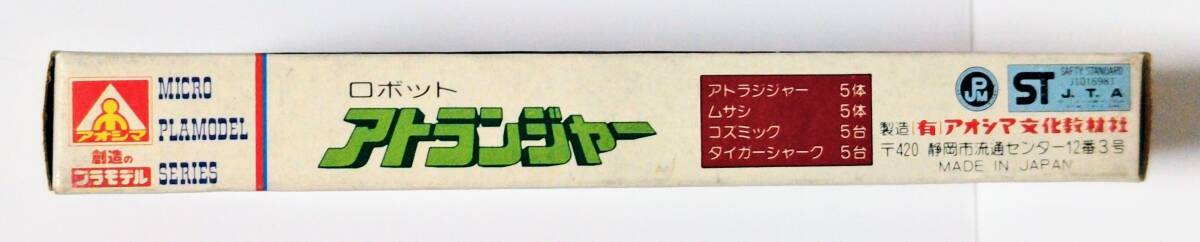 アオシマ
創造の
プラモデル
MICRO
PLAMODEL
SERIES
ロボット
アトランジャー
アトラジジャー 5体
ムサシ 5体
コズミック 5台
タイガーシャーク 5台
JPM
ST
SAFTY STANDARD
J1016983
J. T. A
製造(有)アオシマ文化教材社
〒420 静岡市流通センター12番3号
MADE IN JAPAN